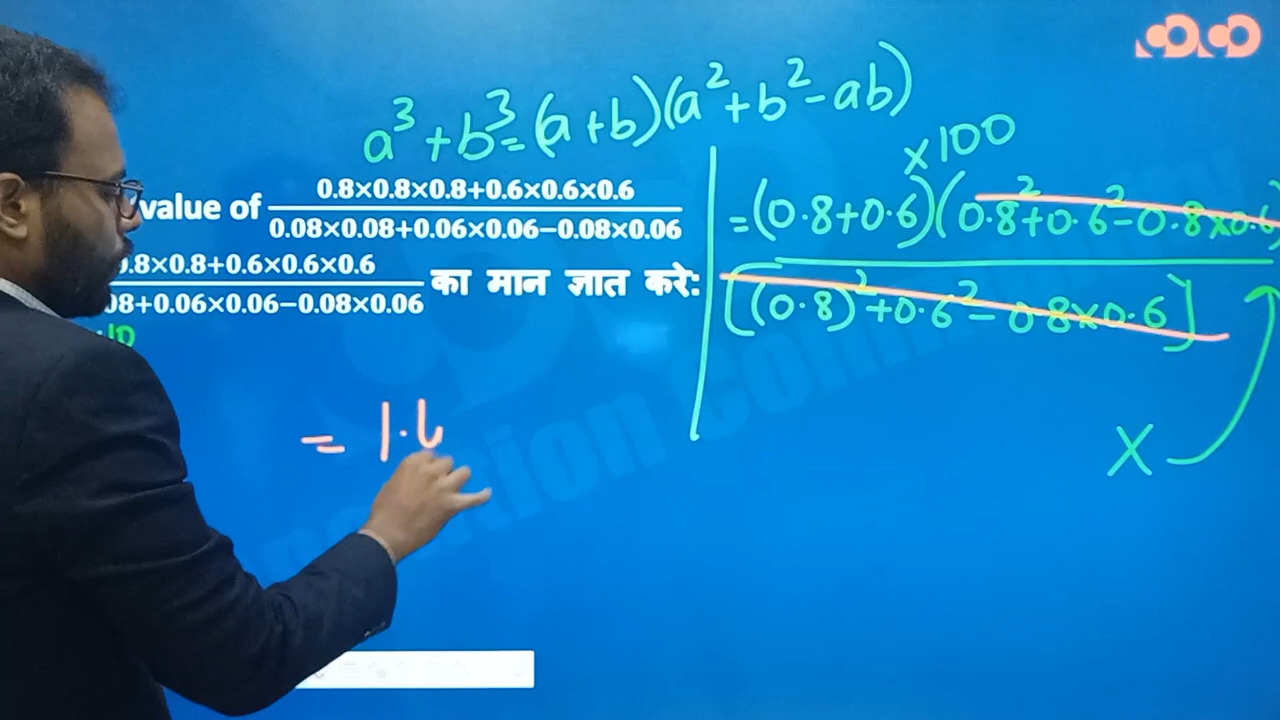 a³ + b³ = (a + b)(a² + b² - ab)
value of 0.8×0.8×0.8+0.6×0.6×0.6
0.08×0.08+0.06×0.06−0.08×0.06
.8×0.8+0.6×0.6×0.6
08+0.06×0.06−0.08×0.06 का मान ज्ञात करे:
10
= 1.4
×100
= (0.8+0.6)(0.8²+0.6²-0.8×0.6
[(0.8)²+0.6²-0.8×0.6]
X